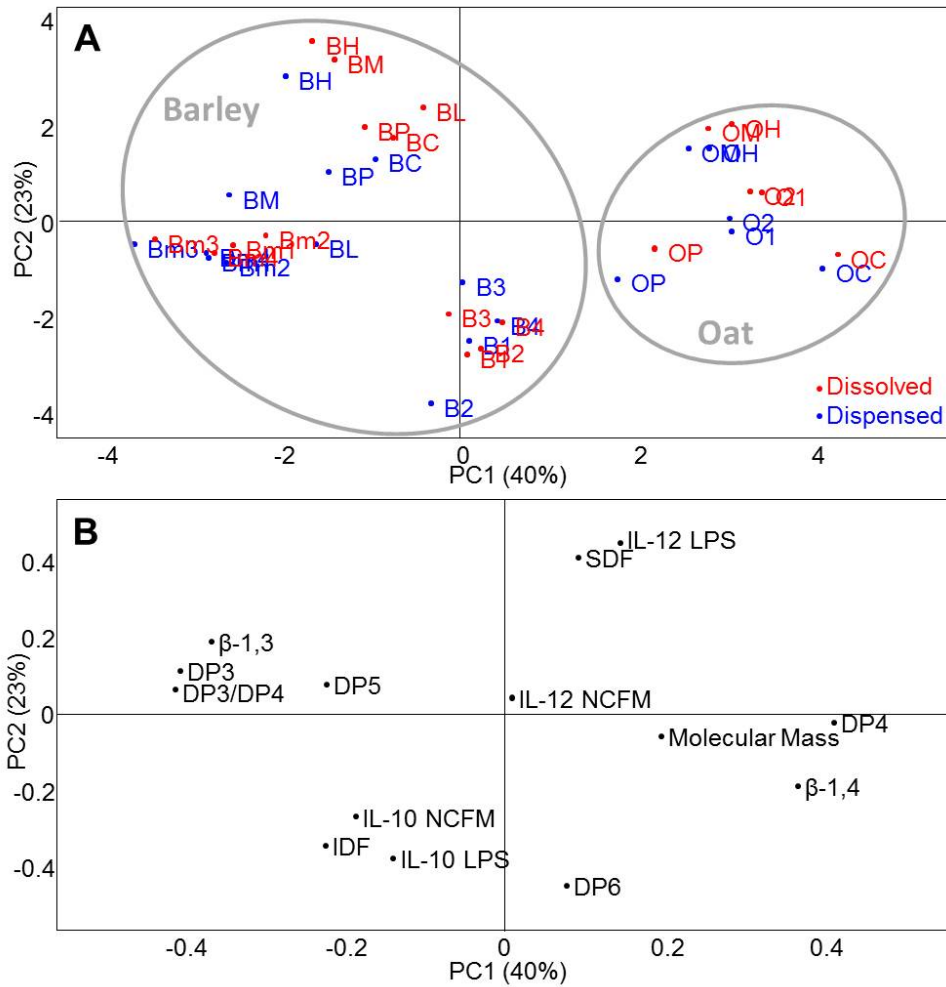 A
4
BH
BM
BH
Barley
BL
2
BP
BC
OH
OM
OM
OH
BP
BC
BM
O2
O1
PC2 (23%)
0
O2
O1
Bm3
Bm2
Bm3
BL
Bm2
OP
OC
OP
OC
B3
-2
B3
B4
B4
B1
B2
Oat
Dissolved
B2
Dispensed
-4
-4
-2
0
2
4
PC1 (40%)
B
IL-12 LPS
0.4
SDF
0.2
β-1,3
DP3
DP5
DP3/DP4
IL-12 NCFM
0
DP4
Molecular Mass
PC2 (23%)
β-1,4
-0.2
IL-10 NCFM
IDF
IL-10 LPS
-0.4
DP6
-0.4
-0.2
0
0.2
0.4
PC1 (40%)